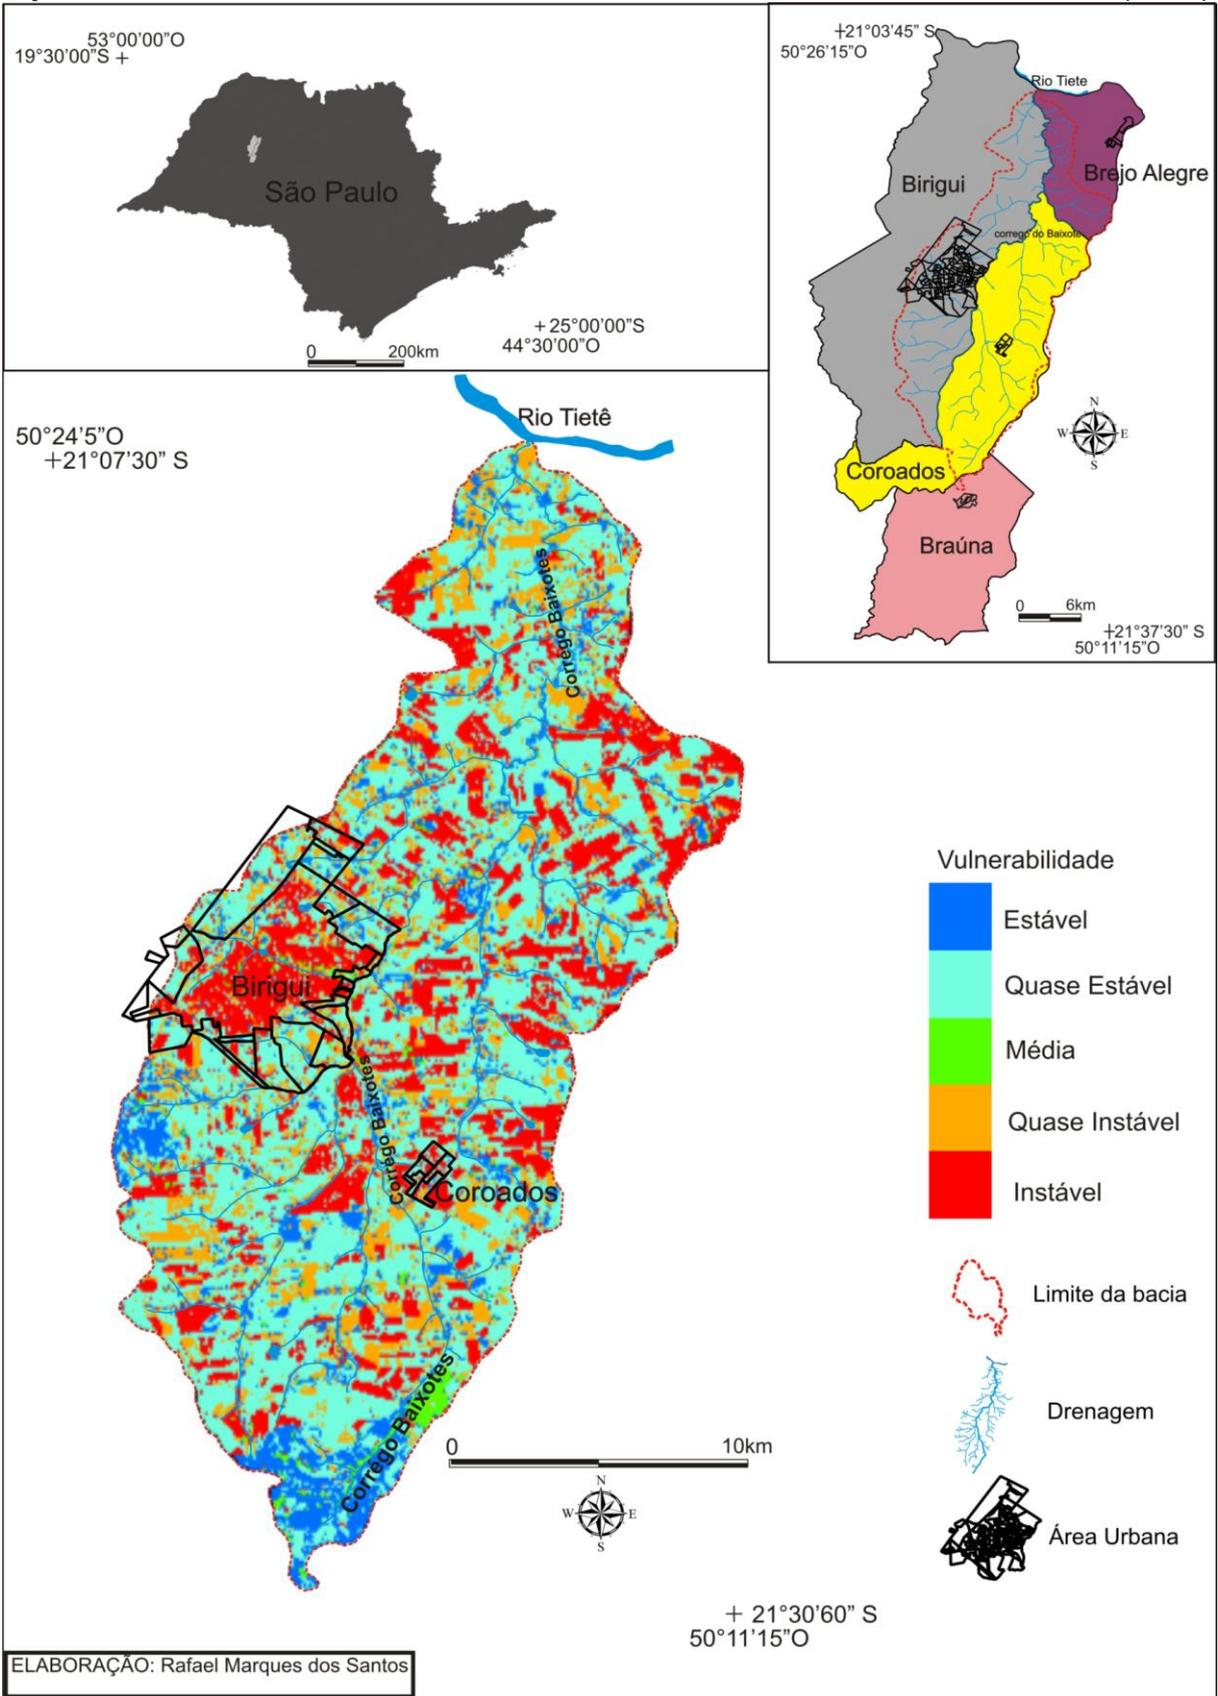 53°00’00”O
19°30’00”S +
São Paulo
+ 25°00’00”S
44°30’00”O
0 200km
+21°03’45” S
50°26’15”O
Rio Tiete
Birigui
Brejo Alegre
corrego do Baixote
N
W E
S
Coroados
Braúna
0 6km
+21°37’30” S
50°11’15”O
50°24’5”O
+21°07’30” S
Rio Tietê
Corrégo Baixotes
Birigui
Corrégo Baixotes
Coroados
Corrégo Baixotes
0 10km
N
W E
S
+ 21°30’60” S
50°11’15”O
Vulnerabilidade
Estável
Quase Estável
Média
Quase Instável
Instável
Limite da bacia
Drenagem
Área Urbana
ELABORAÇÃO: Rafael Marques dos Santos